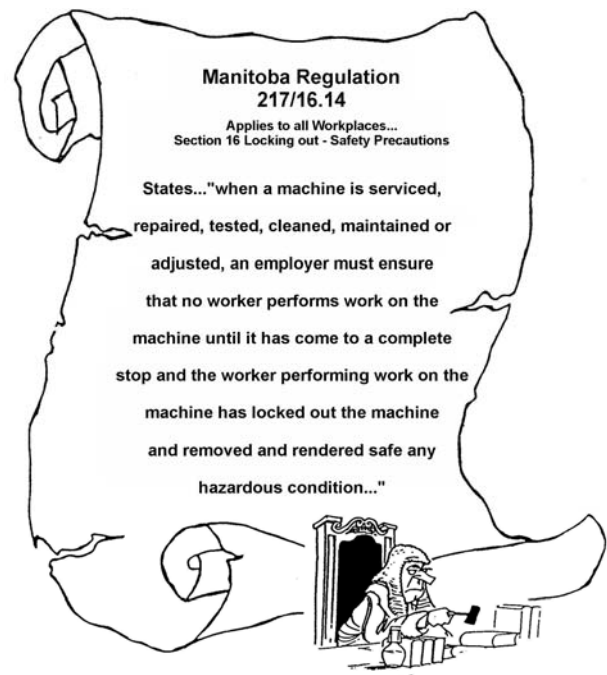 Manitoba Regulation
217/16.14
Applies to all Workplaces...
Section 16 Locking out - Safety Precautions
States..."when a machine is serviced,
repaired, tested, cleaned, maintained or
adjusted, an employer must ensure
that no worker performs work on the
machine until it has come to a complete
stop and the worker performing work on the
machine has locked out the machine
and removed and rendered safe any
hazardous condition..."